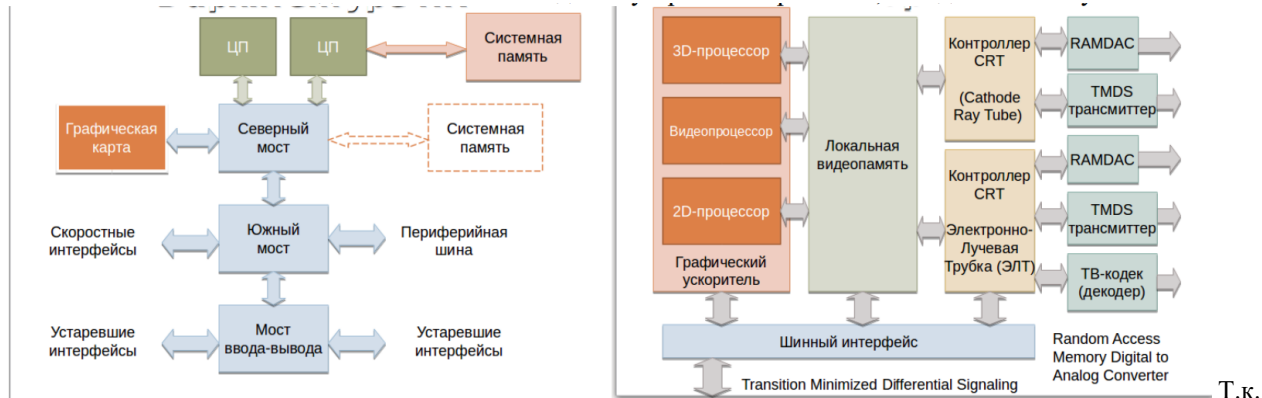 ЦП
ЦП
Системная
память
Графическая
карта
Северный
мост
Системная
память
Скоростные
интерфейсы
Южный
мост
Периферийная
шина
Устаревшие
интерфейсы
Мост
ввода-вывода
Устаревшие
интерфейсы
3D-процессор
Видеопроцессор
2D-процессор
Графический
ускоритель
Локальная
видеопамять
Контроллер
CRT
(Cathode
Ray Tube)
Контроллер
CRT
Электронно-
Лучевая
Трубка (ЭЛТ)
RAMDAC
TMDS
трансмиттер
RAMDAC
TMDS
трансмиттер
ТВ-кодек
(декодер)
Шинный интерфейс
Transition Minimized Differential Signaling
Random Access
Memory Digital to
Analog Converter
Т.к.